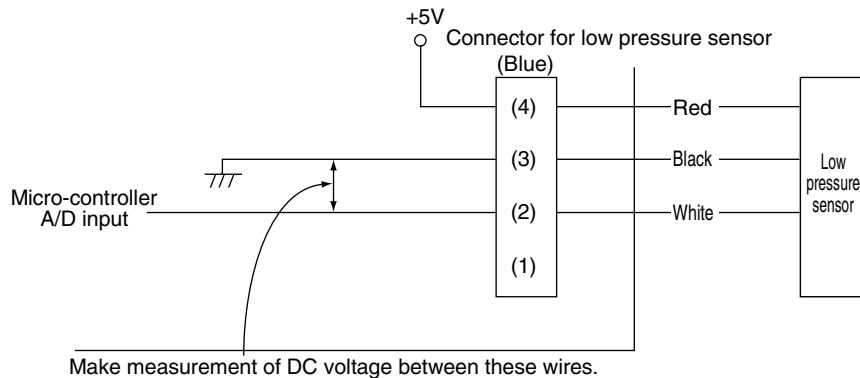 +5V
Connector for low pressure sensor
(Blue)
(4)
Red
(3)
Black
Low
pressure
sensor
Micro-controller
A/D input
(2)
White
(1)
Make measurement of DC voltage between these wires.